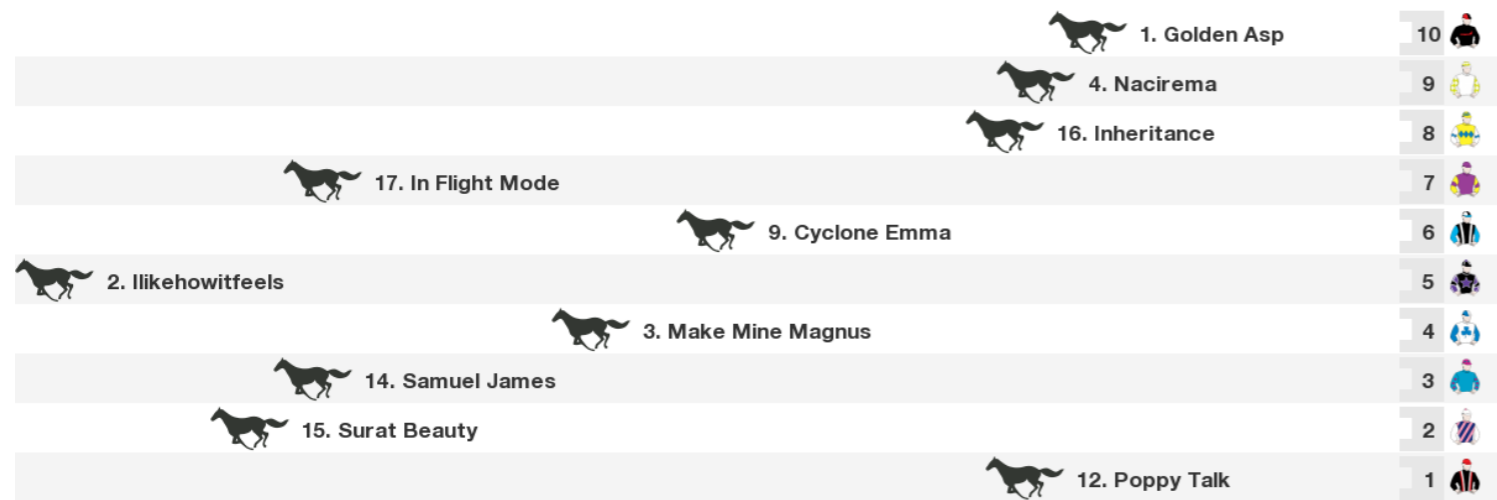 1. Golden Asp 10
4. Nacirema 9
16. Inheritance 8
17. In Flight Mode 7
9. Cyclone Emma 6
2. Ilikehowitfeels 5
3. Make Mine Magnus 4
14. Samuel James 3
15. Surat Beauty 2
12. Poppy Talk 1